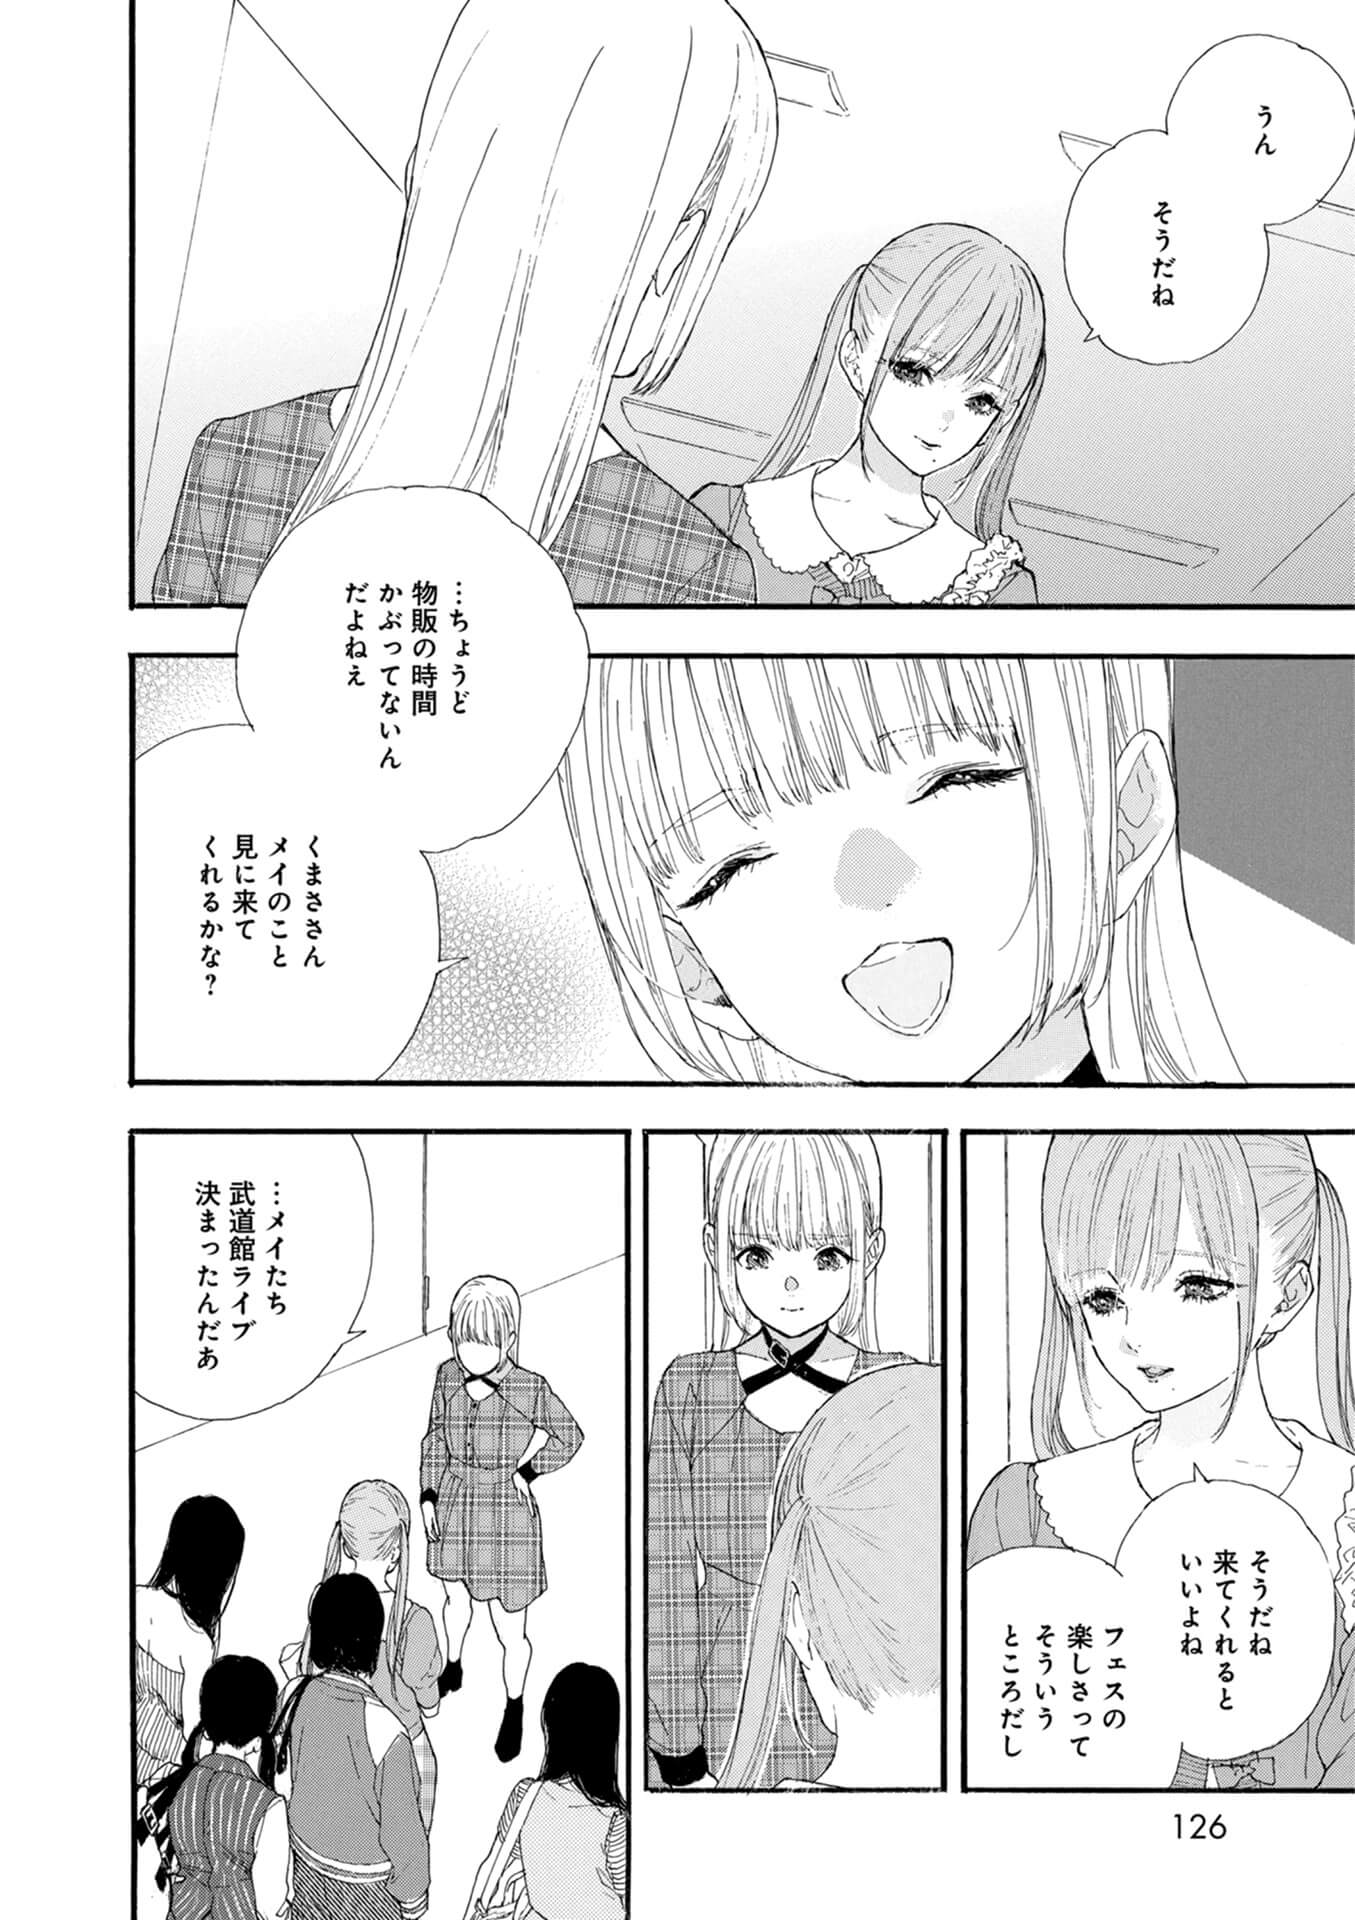 うん
そうだね
…ちょうど
物販の時間
かぶってないん
だよねえ
くまささん
メイのこと
見に来て
くれるかな？
そうだね
来てくれると
いいよね
フェスの
楽しさって
そういう
ところだし
…メイたち
武道館ライブ
決まったんだあ
126